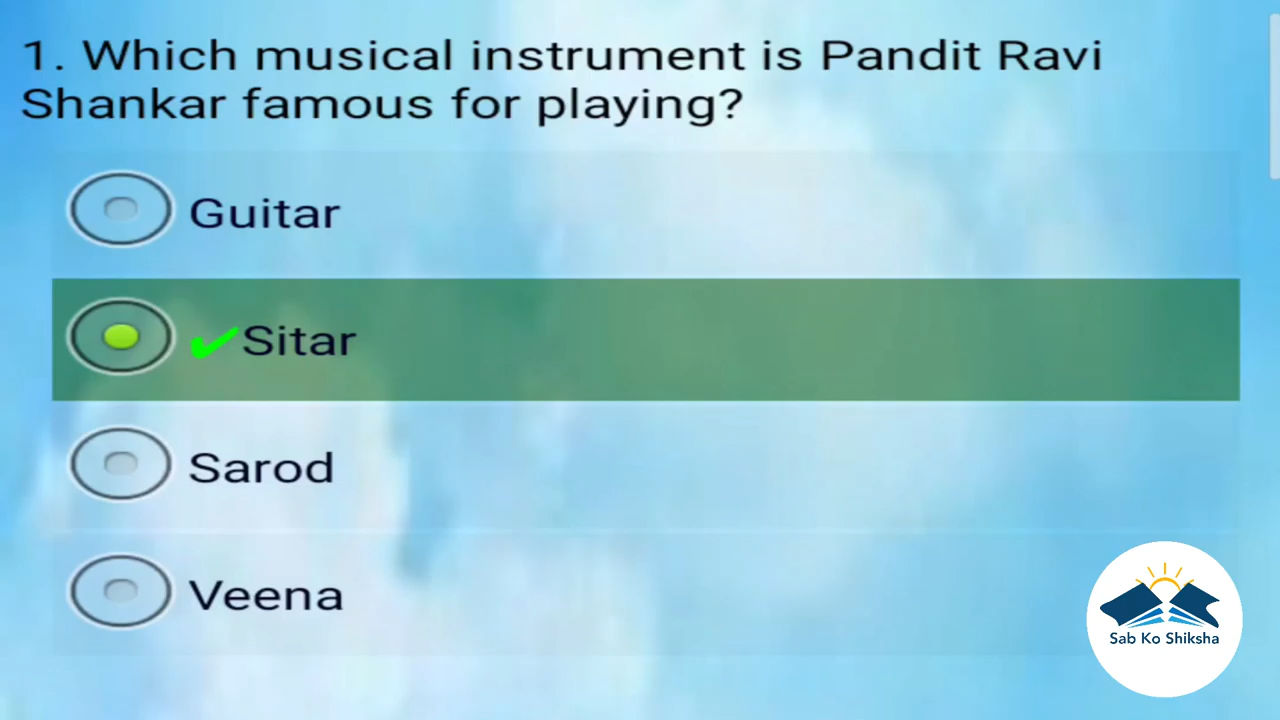 1. Which musical instrument is Pandit Ravi
Shankar famous for playing?
Guitar
✔Sitar
Sarod
Veena
Sab Ko Shiksha